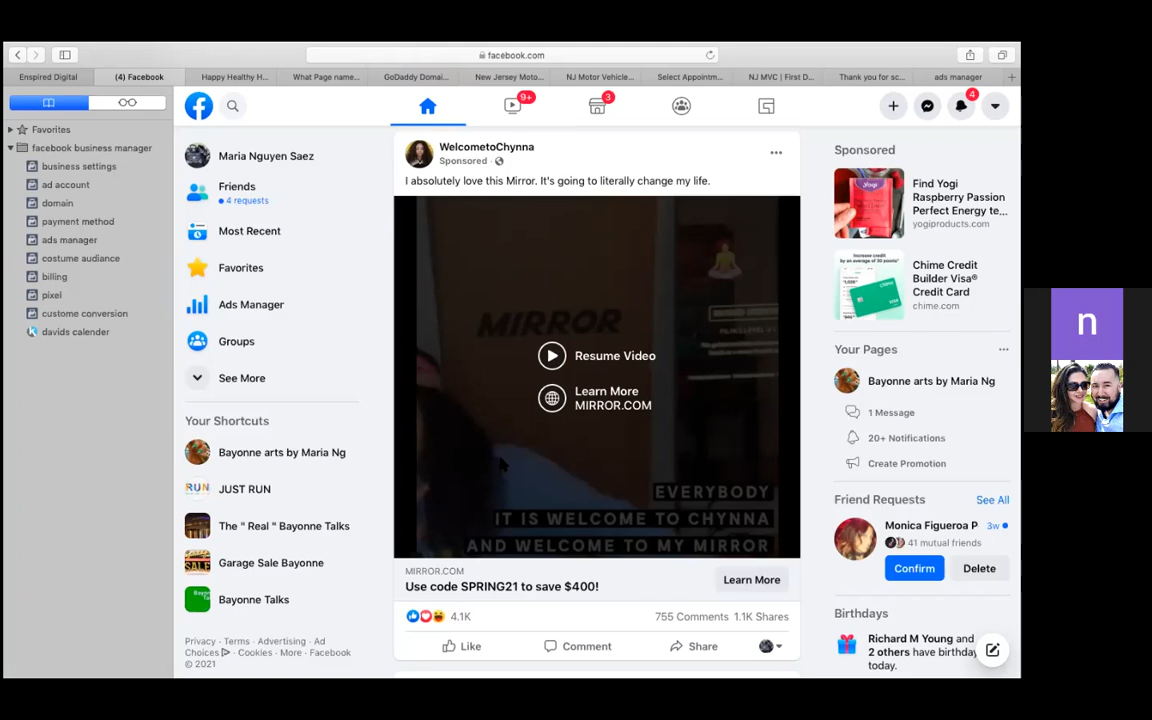 facebook.com
Enspired Digital
(4) Facebook
Happy Healthy H...
What Page name...
GoDaddy Domai...
New Jersey Moto...
NJ Motor Vehicle...
Select Appointm...
NJ MVC | First D...
Thank you for sc...
ads manager
Favorites
facebook business manager
business settings
ad account
domain
payment method
ads manager
costume audiance
billing
pixel
custome conversion
davids calender
9+
3
4
Maria Nguyen Saez
Friends
4 requests
Most Recent
Favorites
Ads Manager
Groups
See More
Your Shortcuts
Bayonne arts by Maria Ng
JUST RUN
The " Real " Bayonne Talks
Garage Sale Bayonne
Bayonne Talks
Privacy · Terms · Advertising · Ad
Choices · Cookies · More · Facebook
© 2021
WelcometoChynna
Sponsored ·
I absolutely love this Mirror. It's going to literally change my life.
MIRROR
Resume Video
Learn More
MIRROR.COM
EVERYBODY
IT IS WELCOME TO CHYNNA
AND WELCOME TO MY MIRROR
MIRROR.COM
Use code SPRING21 to save $400!
Learn More
4.1K
755 Comments 1.1K Shares
Like
Comment
Share
Sponsored
Find Yogi
Raspberry Passion
Perfect Energy te...
yogiproducts.com
Chime Credit
Builder Visa®
Credit Card
chime.com
Your Pages
Bayonne arts by Maria Ng
1 Message
20+ Notifications
Create Promotion
Friend Requests
See All
Monica Figueroa P
3w
41 mutual friends
Confirm
Delete
Birthdays
Richard M Young and
2 others have birthday
today.
n